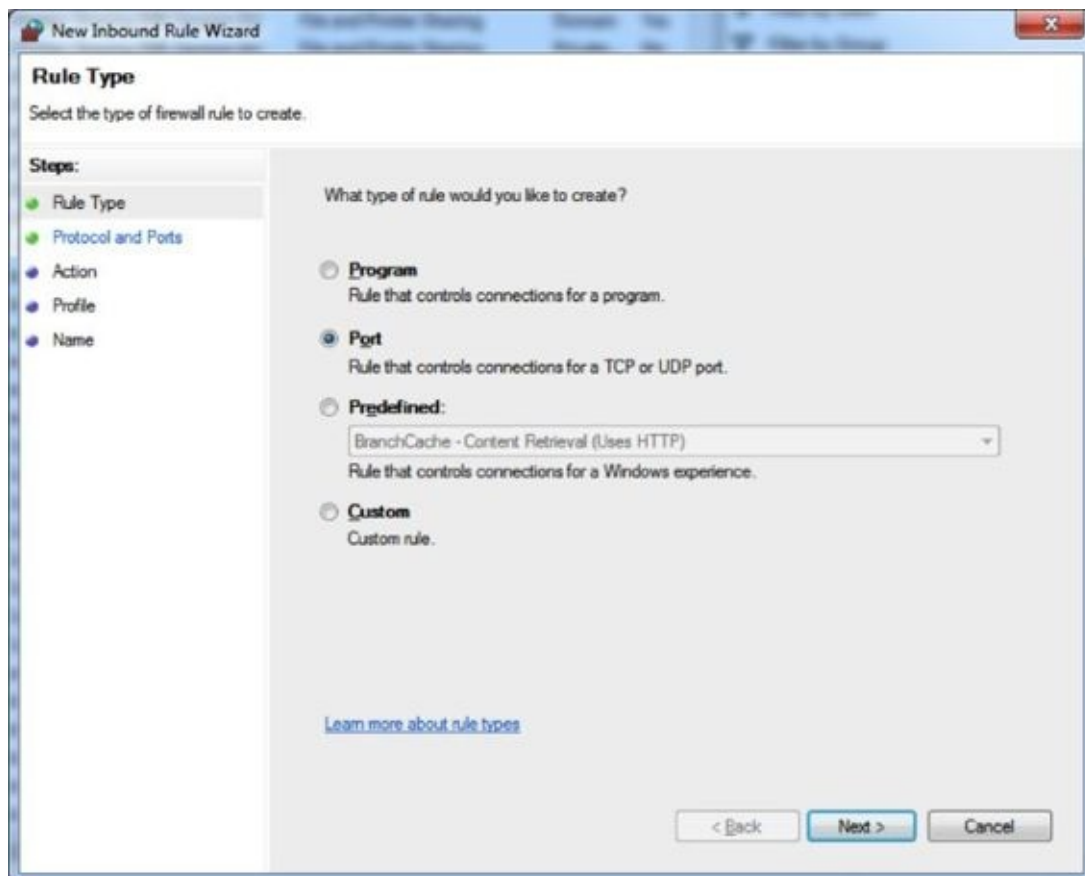 New Inbound Rule Wizard
Rule Type
Select the type of firewall rule to create.
Steps:
Rule Type
Protocol and Ports
Action
Profile
Name
What type of rule would you like to create?
Program
Rule that controls connections for a program.
Port
Rule that controls connections for a TCP or UDP port.
Predefined:
BranchCache - Content Retrieval (Uses HTTP)
Rule that controls connections for a Windows experience.
Custom
Custom rule.
Learn more about rule types
< Back
Next >
Cancel